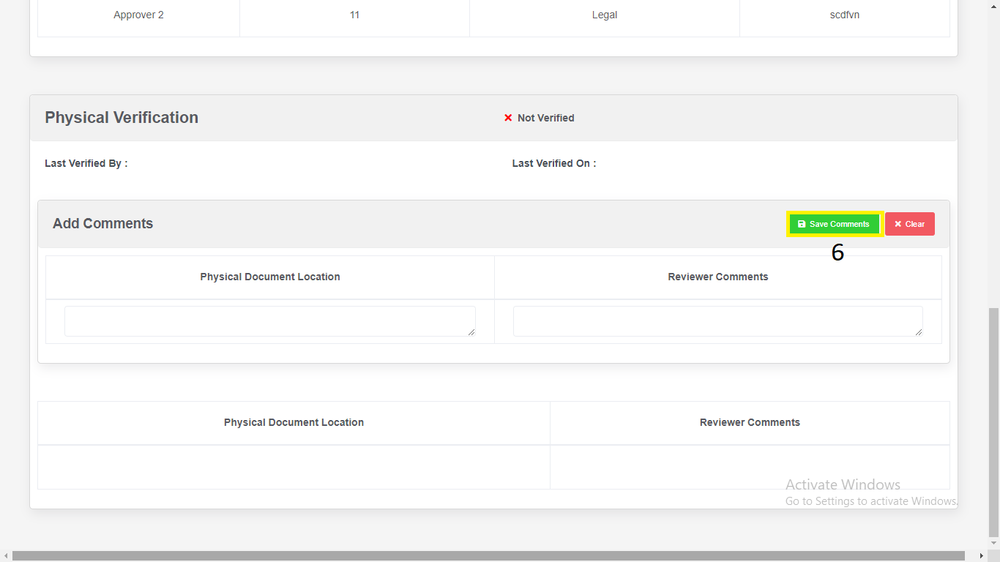 Approver 2 11 Legal scdfvn
Physical Verification Not Verified
Last Verified By : Last Verified On :
Add Comments Save Comments Clear
6
Physical Document Location Reviewer Comments
Physical Document Location Reviewer Comments
Activate Windows
Go to Settings to activate Windows.